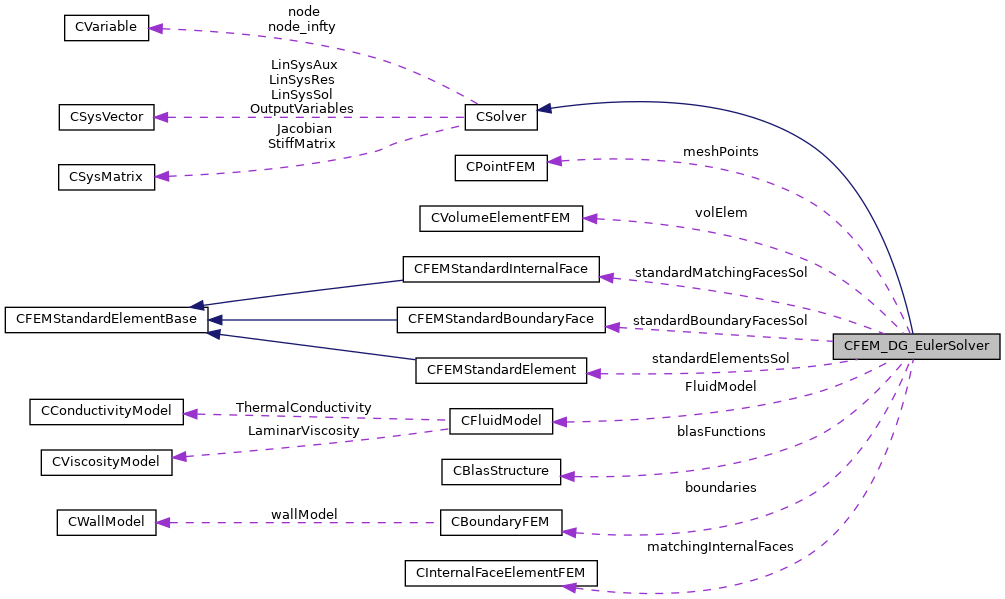 node
node_infty
CVariable
LinSysAux
LinSysRes
LinSysSol
OutputVariables
CSysVector
CSolver
Jacobian
StiffMatrix
CSysMatrix
meshPoints
CPointFEM
volElem
CVolumeElementFEM
standardMatchingFacesSol
CFEMStandardInternalFace
CFEMStandardElementBase
CFEMStandardBoundaryFace
standardBoundaryFacesSol
CFEM_DG_EulerSolver
standardElementsSol
CFEMStandardElement
FluidModel
CConductivityModel
ThermalConductivity
CFluidModel
LaminarViscosity
blasFunctions
CViscosityModel
CBlasStructure
boundaries
CWallModel
wallModel
CBoundaryFEM
matchingInternalFaces
CInternalFaceElementFEM